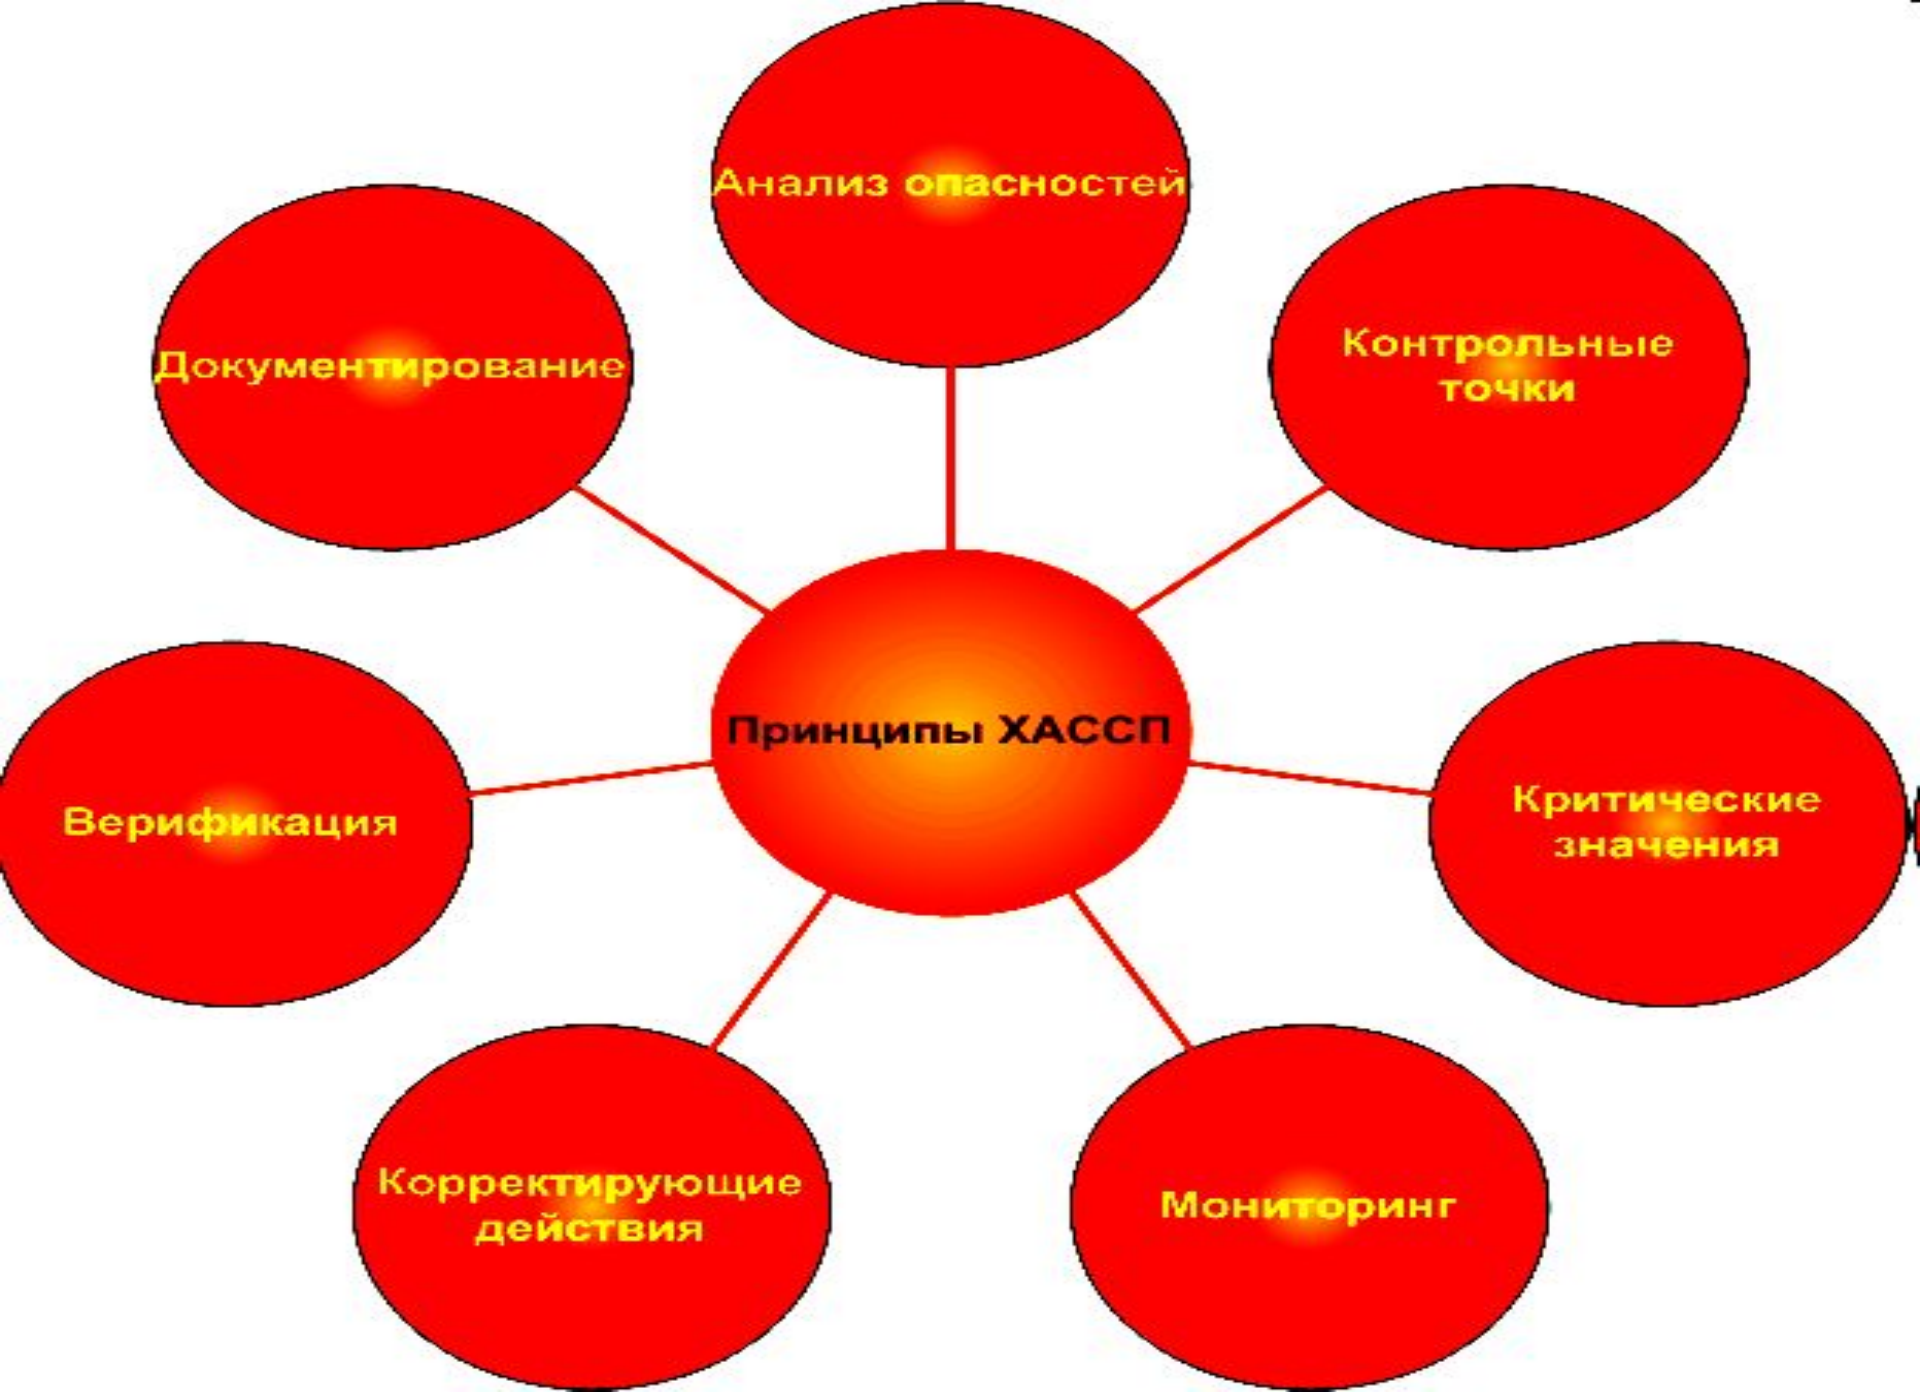 Анализ опасностей
Контрольные
точки
Документирование
Принципы ХАССП
Критические
значения
Верификация
Корректирующие
действия
Мониторинг